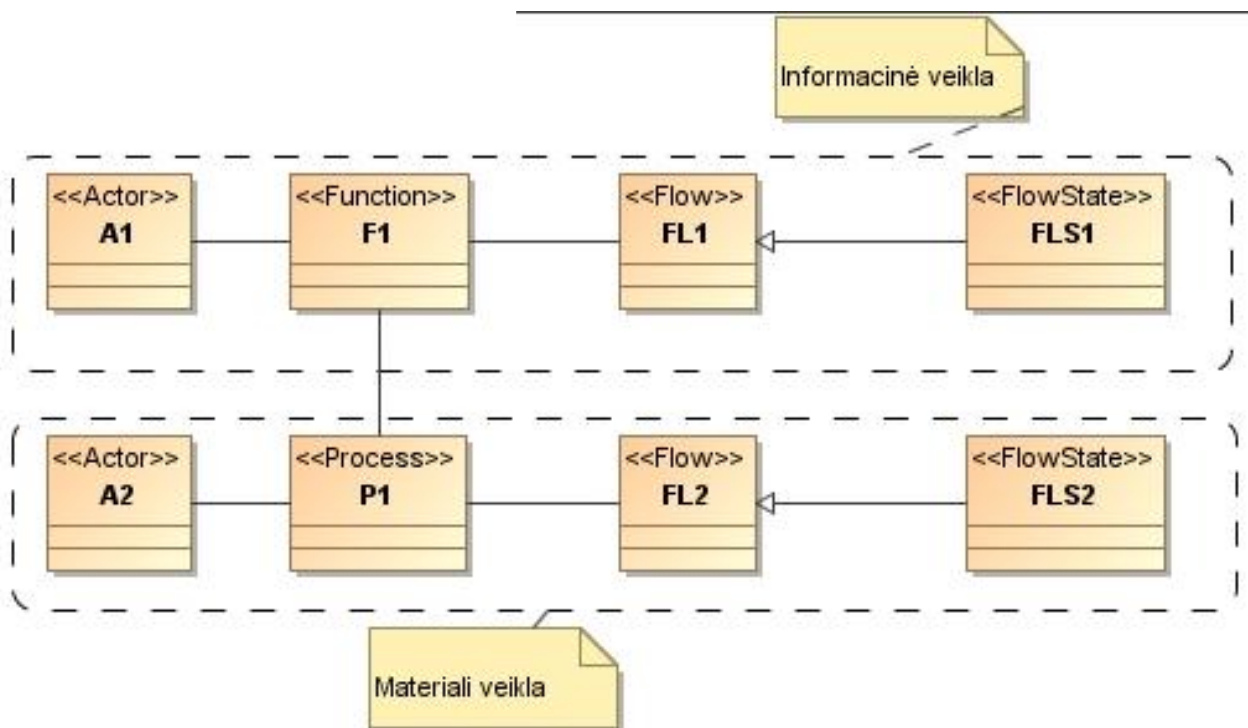 Informacinė veikla
<<Actor>>
A1
<<Function>>
F1
<<Flow>>
FL1
<<FlowState>>
FLS1
<<Actor>>
A2
<<Process>>
P1
<<Flow>>
FL2
<<FlowState>>
FLS2
Materiali veikla